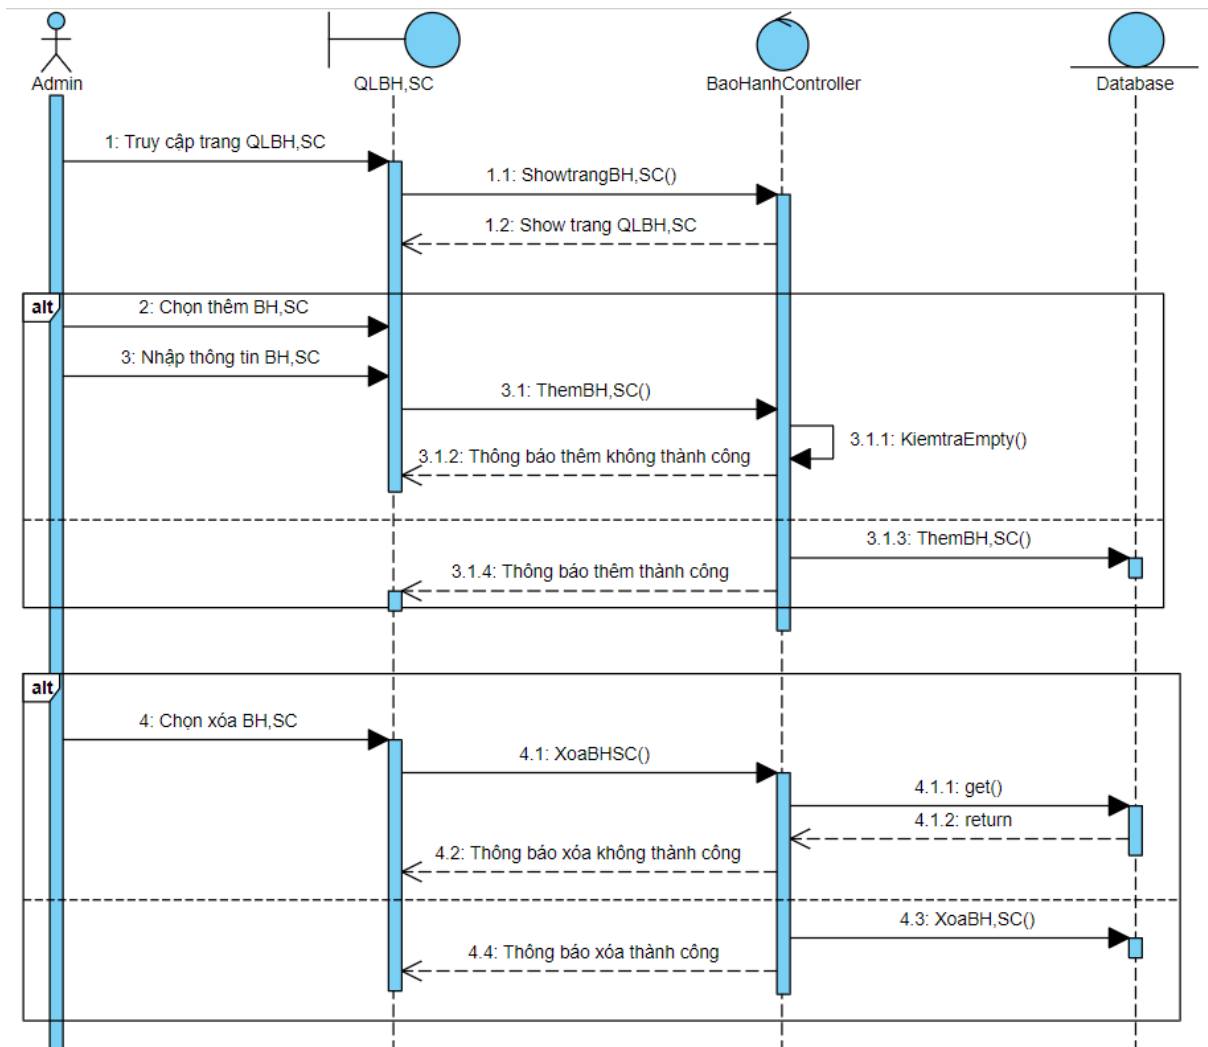 Admin
QLBH,SC
BaoHanhController
Database
1: Truy cập trang QLBH,SC
1.1: ShowtrangBH,SC()
1.2: Show trang QLBH,SC
alt
2: Chọn thêm BH,SC
3: Nhập thông tin BH,SC
3.1: ThemBH,SC()
3.1.1: KiemtraEmpty()
3.1.2: Thông báo thêm không thành công
3.1.3: ThemBH,SC()
3.1.4: Thông báo thêm thành công
alt
4: Chọn xóa BH,SC
4.1: XoaBHSC()
4.1.1: get()
4.1.2: return
4.2: Thông báo xóa không thành công
4.3: XoaBH,SC()
4.4: Thông báo xóa thành công